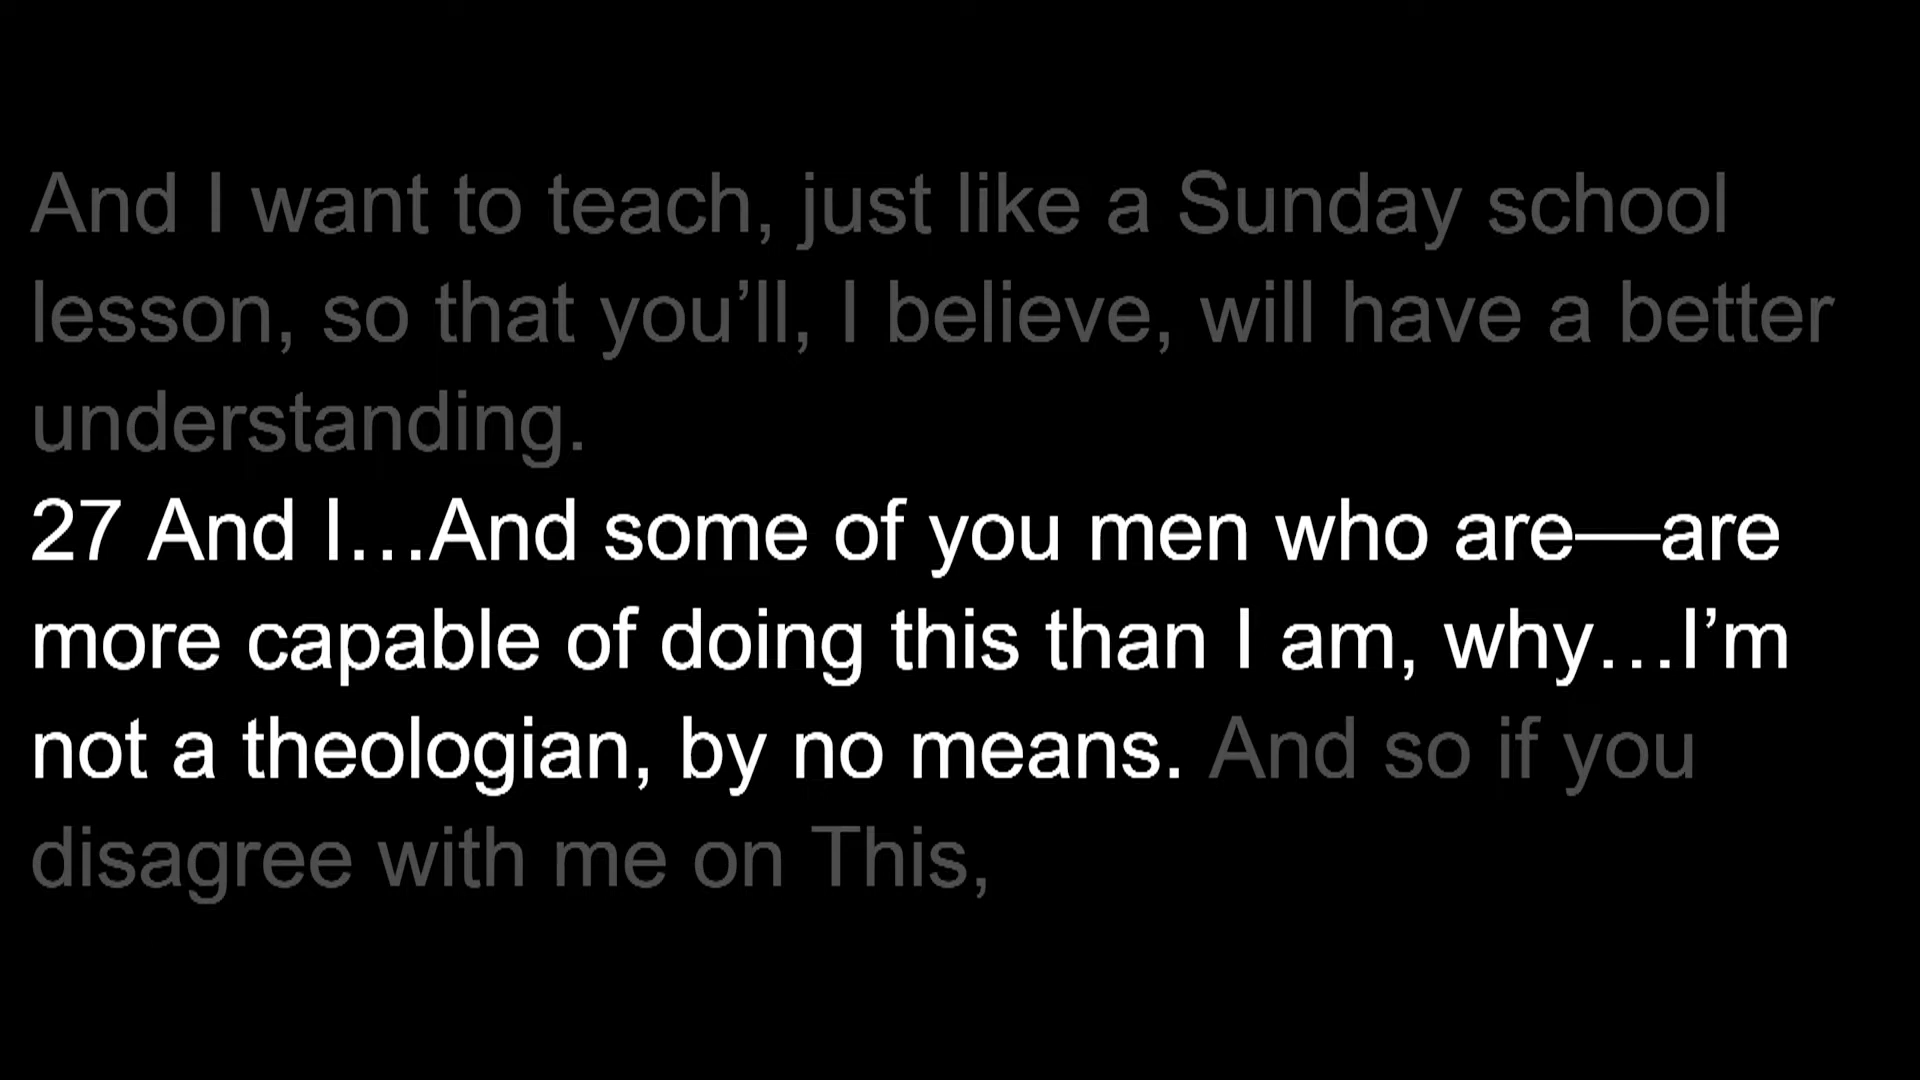 And I want to teach, just like a Sunday school
lesson, so that you’ll, I believe, will have a better
understanding.
27 And I…And some of you men who are—are
more capable of doing this than I am, why…I’m
not a theologian, by no means. And so if you
disagree with me on This,